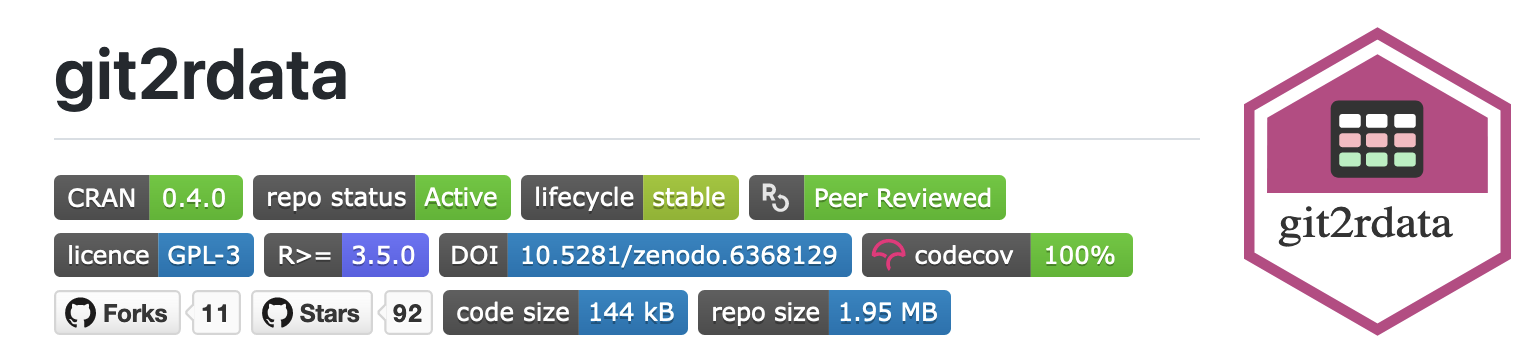 git2rdata
CRAN 0.4.0 repo status Active lifecycle stable Peer Reviewed
licence GPL-3 R>= 3.5.0 DOI 10.5281/zenodo.6368129 codecov 100%
Forks 11 Stars 92 code size 144 kB repo size 1.95 MB
git2rdata